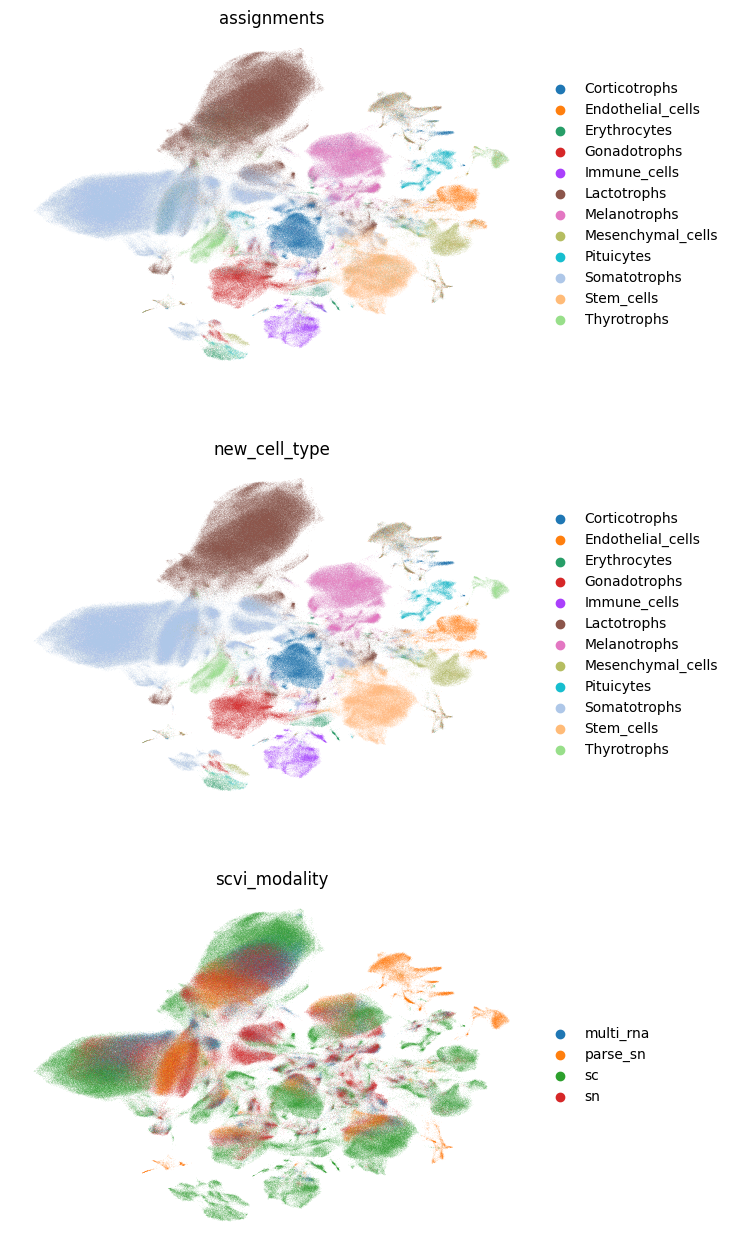 assignments
Corticotrophs
Endothelial_cells
Erythrocytes
Gonadotrophs
Immune_cells
Lactotrophs
Melanotrophs
Mesenchymal_cells
Pituicytes
Somatotrophs
Stem_cells
Thyrotrophs
new_cell_type
Corticotrophs
Endothelial_cells
Erythrocytes
Gonadotrophs
Immune_cells
Lactotrophs
Melanotrophs
Mesenchymal_cells
Pituicytes
Somatotrophs
Stem_cells
Thyrotrophs
scvi_modality
multi_rna
parse_sn
sc
sn